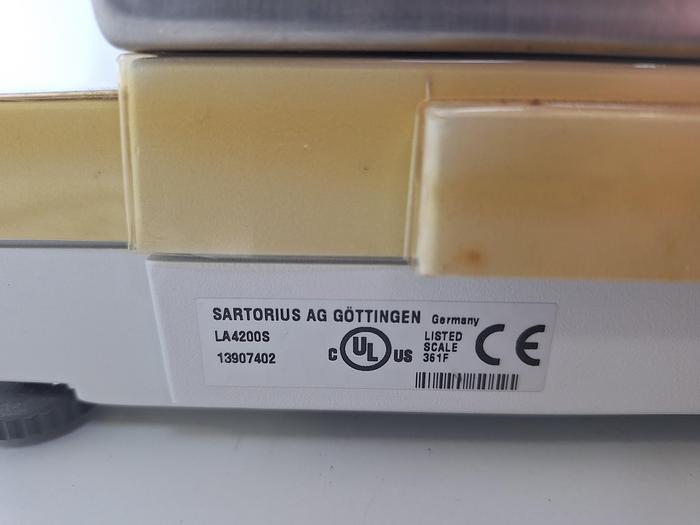 SARTORIUS AG GÖTTINGEN Germany
LA4200S
13907402
C UL US
LISTED
SCALE
361F
CE